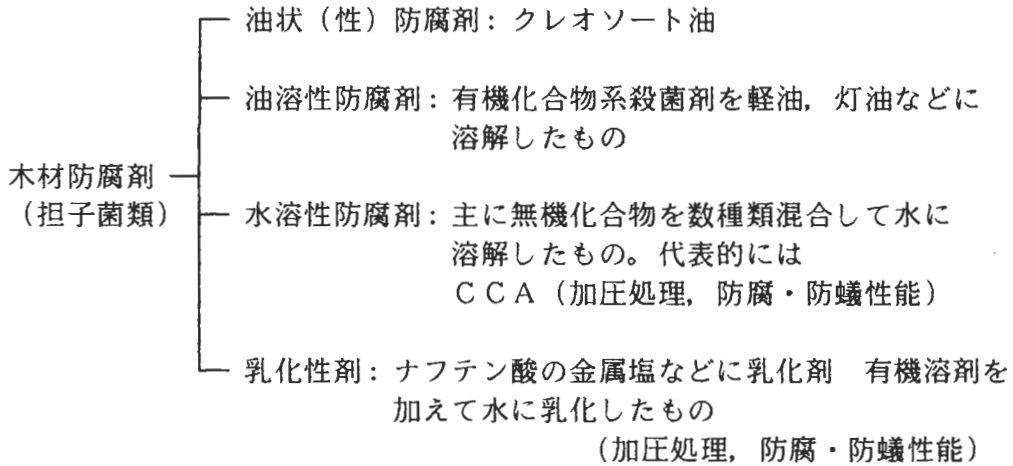 油状（性）防腐剤：クレオソート油
油溶性防腐剤：有機化合物系殺菌剤を軽油，灯油などに
溶解したもの
木材防腐剤
（担子菌類）
水溶性防腐剤：主に無機化合物を数種類混合して水に
溶解したもの。代表的には
ＣＣＡ（加圧処理，防腐・防蟻性能）
乳化性剤：ナフテン酸の金属塩などに乳化剤　有機溶剤を
加えて水に乳化したもの
（加圧処理，防腐・防蟻性能）